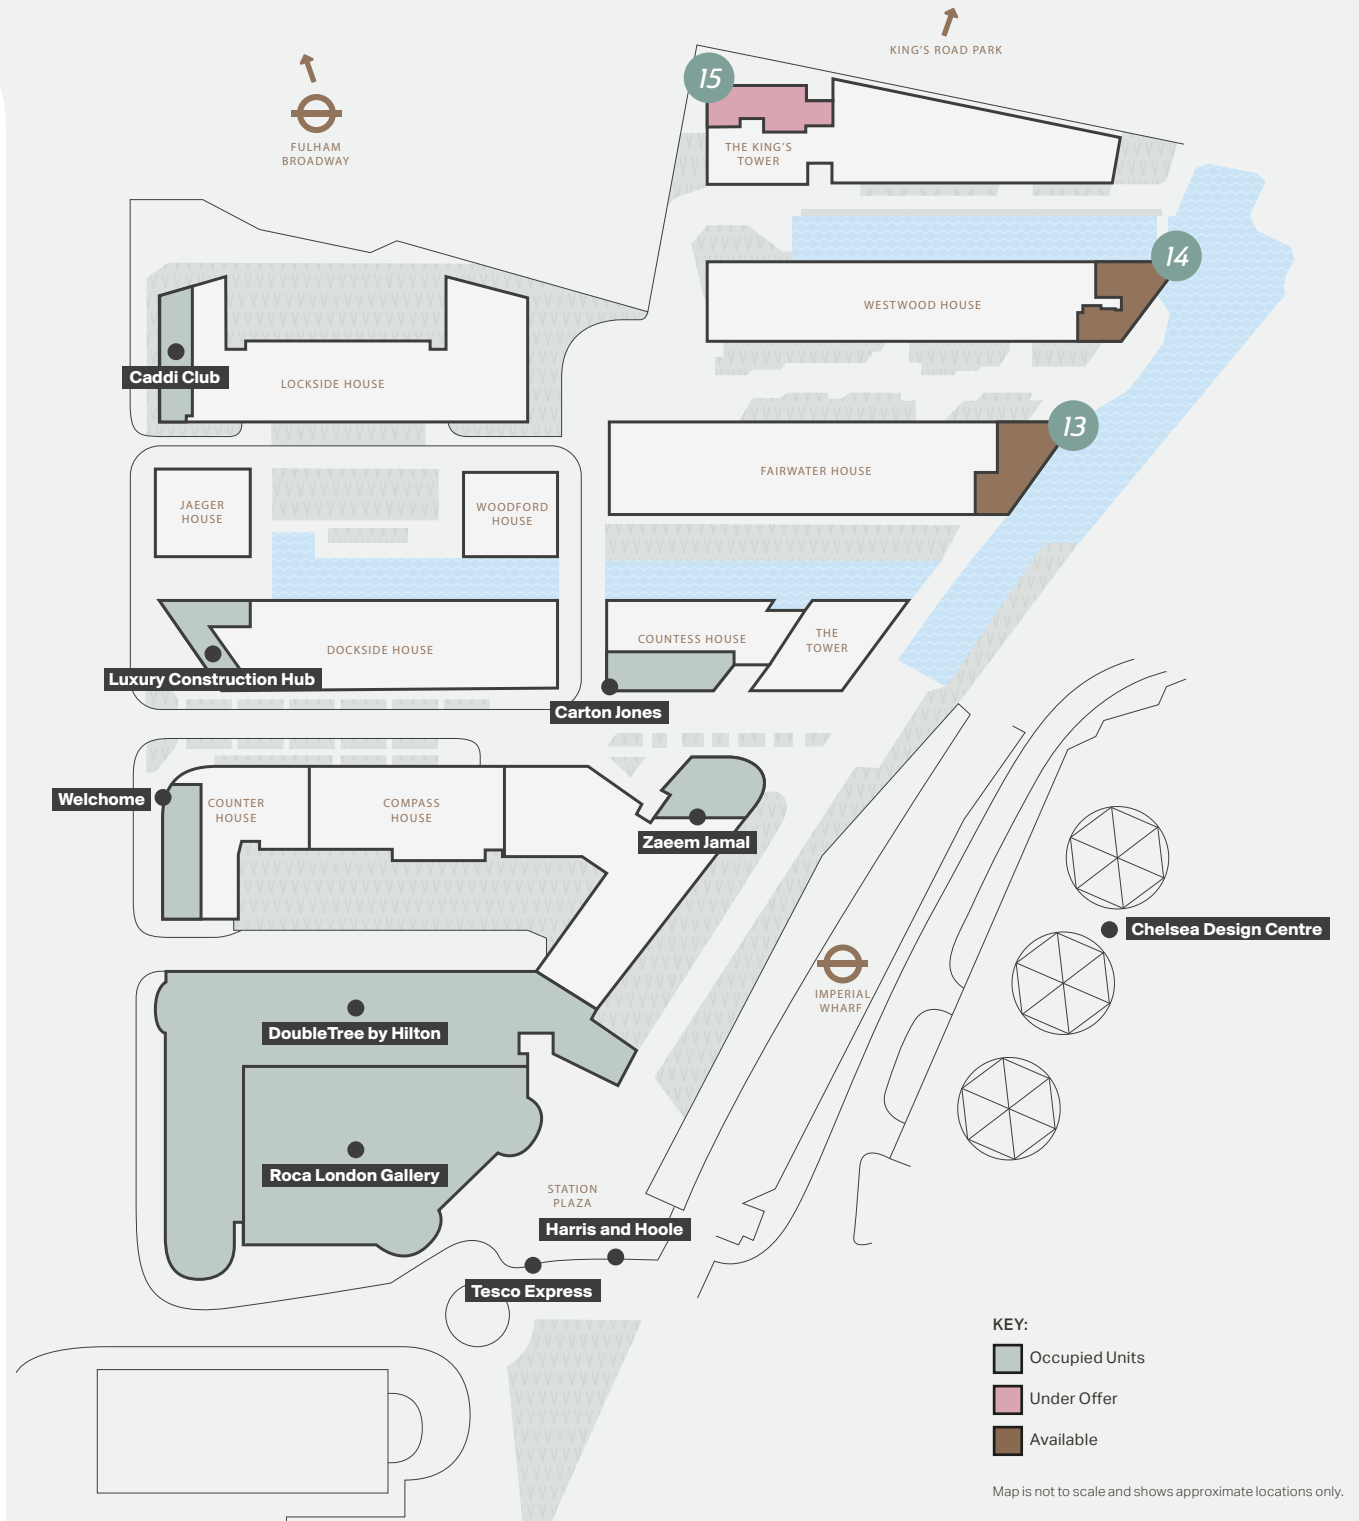 KING'S ROAD PARK
15
FULHAM
BROADWAY
THE KING'S
TOWER
14
WESTWOOD HOUSE
Caddi Club
LOCKSIDE HOUSE
13
FAIRWATER HOUSE
JAEGER
HOUSE
WOODFORD
HOUSE
COUNTESS HOUSE
THE
TOWER
DOCKSIDE HOUSE
Luxury Construction Hub
Carton Jones
Welchome
COUNTER
HOUSE
COMPASS
HOUSE
Zaeem Jamal
Chelsea Design Centre
IMPERIAL
WHARF
DoubleTree by Hilton
Roca London Gallery
STATION
PLAZA
Harris and Hoole
Tesco Express
KEY:
Occupied Units
Under Offer
Available
Map is not to scale and shows approximate locations only.